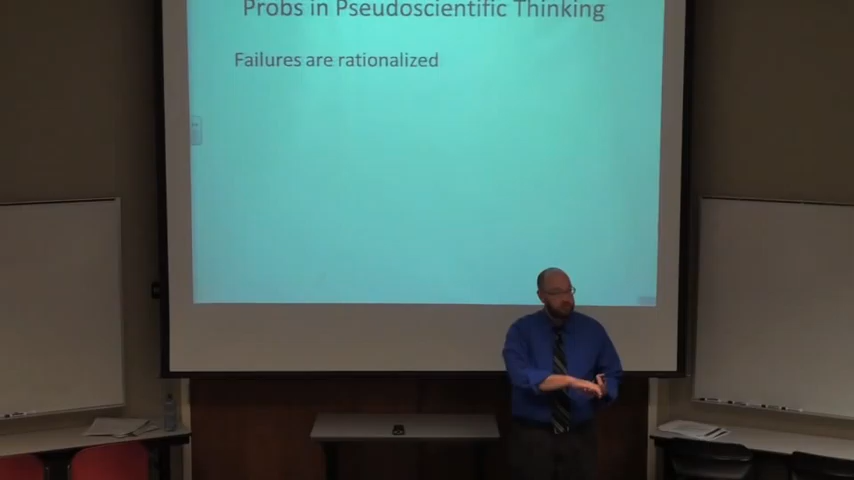 Probs in Pseudoscientific Thinking
Failures are rationalized